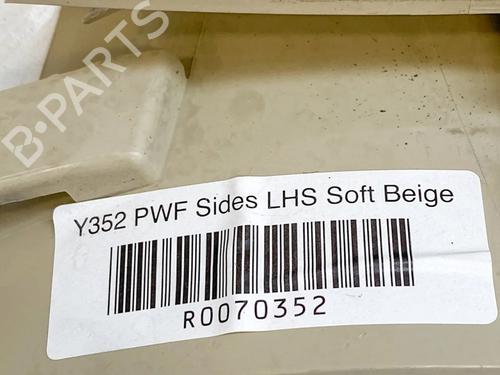 B-PARTS
Y352 PWF Sides LHS Soft Beige
R0070352